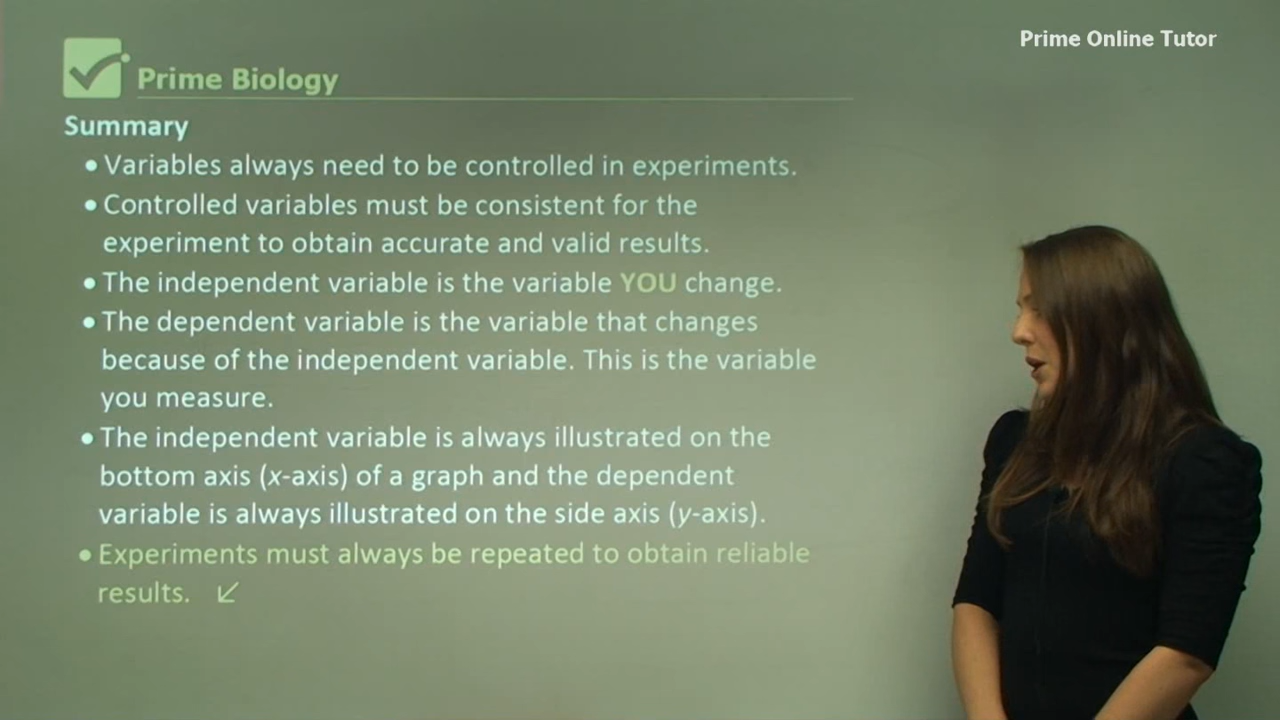 Prime Online Tutor
Prime Biology
Summary
• Variables always need to be controlled in experiments.
• Controlled variables must be consistent for the
experiment to obtain accurate and valid results.
• The independent variable is the variable YOU change.
• The dependent variable is the variable that changes
because of the independent variable. This is the variable
you measure.
• The independent variable is always illustrated on the
bottom axis (x-axis) of a graph and the dependent
variable is always illustrated on the side axis (y-axis).
• Experiments must always be repeated to obtain reliable
results. ↙